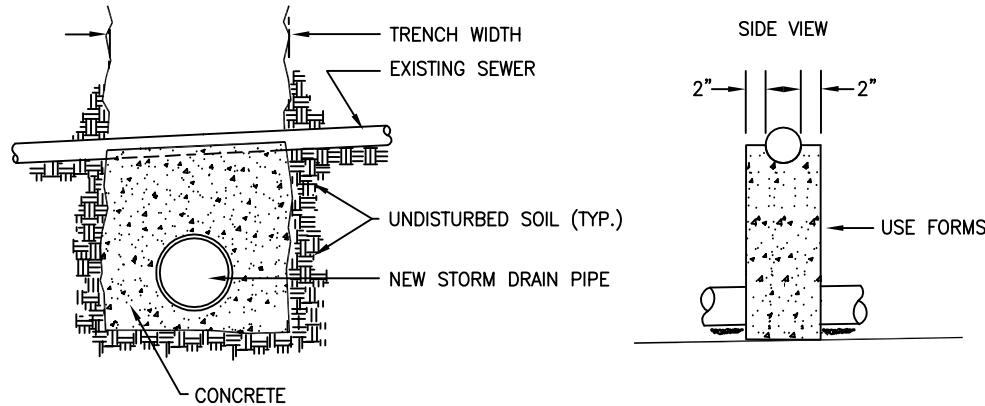 TRENCH WIDTH
EXISTING SEWER
UNDISTURBED SOIL (TYP.)
NEW STORM DRAIN PIPE
CONCRETE
SIDE VIEW
2” 2”
USE FORMS